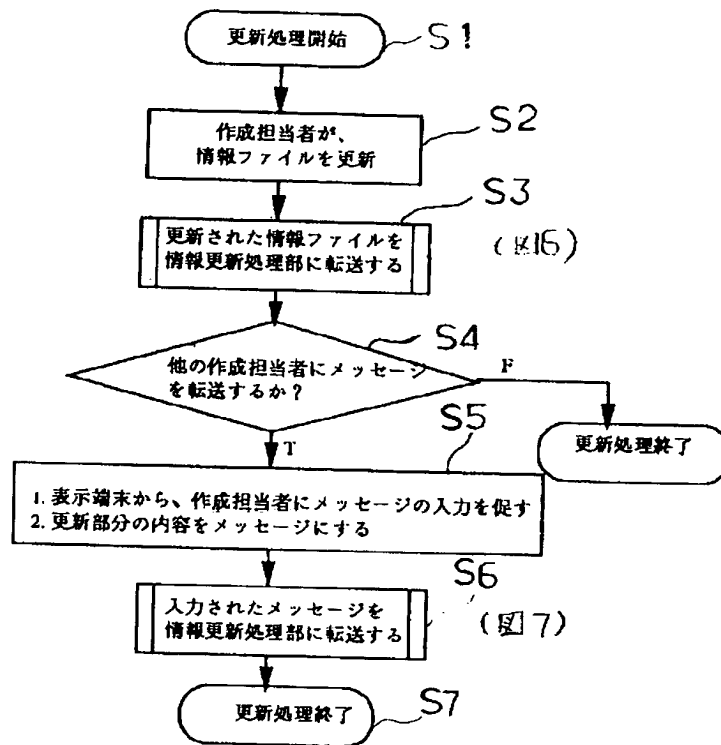 更新処理開始
S1
作成担当者が、
情報ファイルを更新
S2
更新された情報ファイルを
情報更新処理部に転送する
S3
他の作成担当者にメッセージ
を転送するか?
S4
F
更新処理終了
T
S5
1. 表示端末から、作成担当者にメッセージの入力を促す
2. 更新部分の内容をメッセージにする
入力されたメッセージを
情報更新処理部に転送する
S6
(図7)
更新処理終了
S7